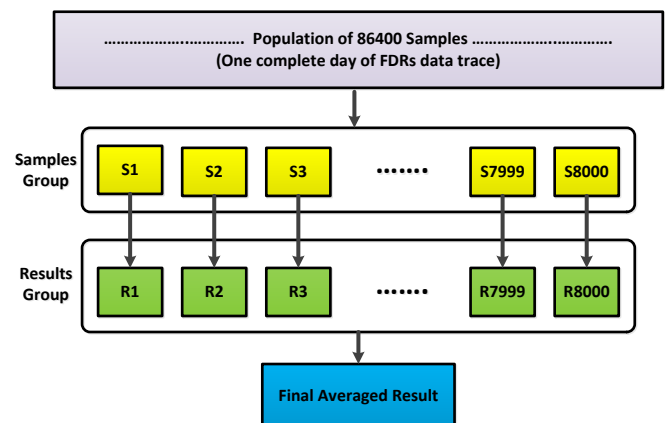 ………………..…………. Population of 86400 Samples ………………...………….
(One complete day of FDRs data trace)
Samples Group
S1 S2 S3 ……. S7999 S8000
Results Group
R1 R2 R3 ……. R7999 R8000
Final Averaged Result